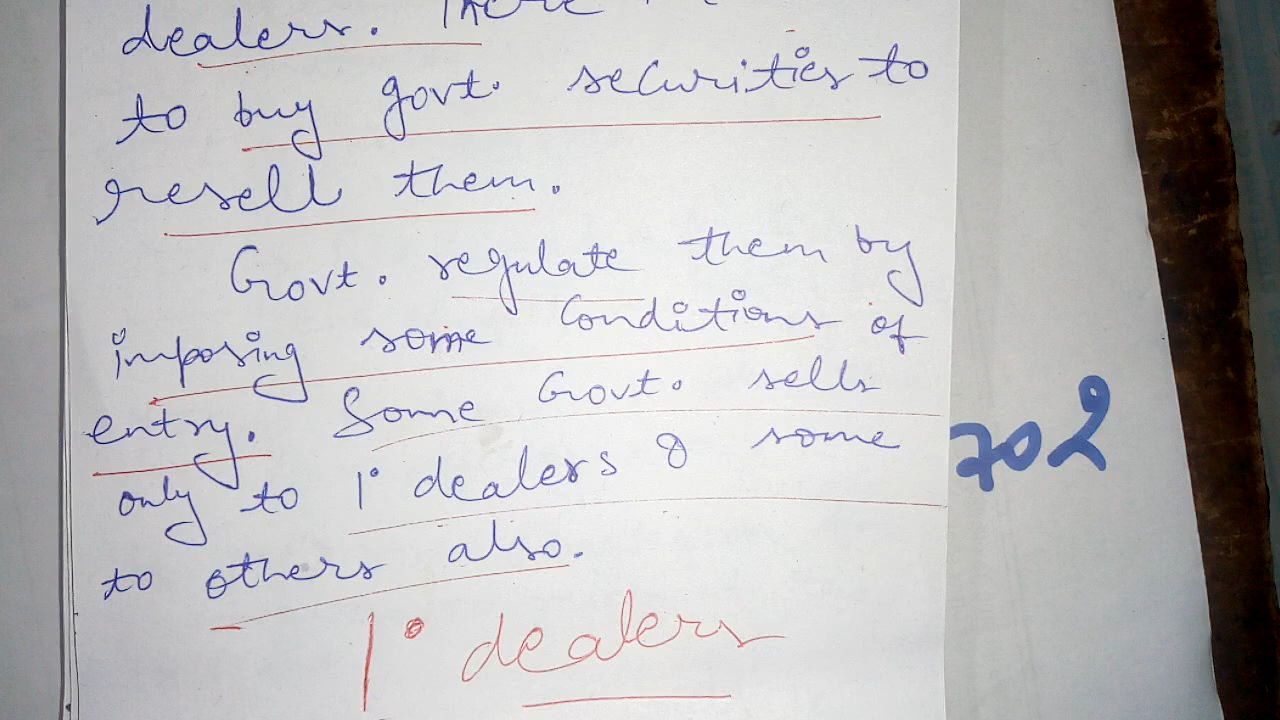 dealers. There
to buy govt. securities to
resell them.
Govt. regulate them by
imposing some conditions of
entry. Some Govt. sells
only to 1° dealers & some
to others also.
1° dealers
702